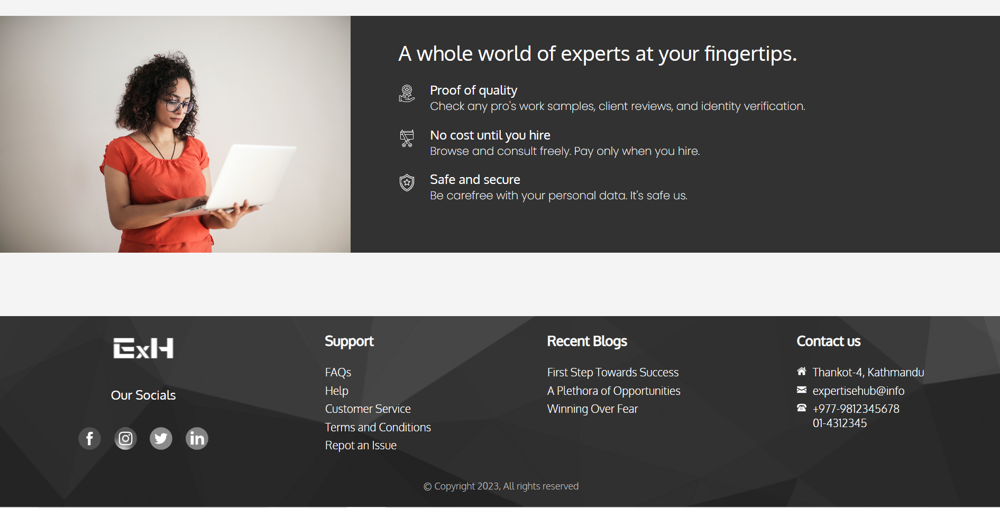 A whole world of experts at your fingertips.
Proof of quality
Check any pro's work samples, client reviews, and identity verification.
No cost until you hire
Browse and consult freely. Pay only when you hire.
Safe and secure
Be carefree with your personal data. It's safe us.
ExH
Our Socials
Support
FAQs
Help
Customer Service
Terms and Conditions
Repot an Issue
Recent Blogs
First Step Towards Success
A Plethora of Opportunities
Winning Over Fear
Contact us
Thankot-4, Kathmandu
expertisehub@info
+977-9812345678
01-4312345
© Copyright 2023, All rights reserved